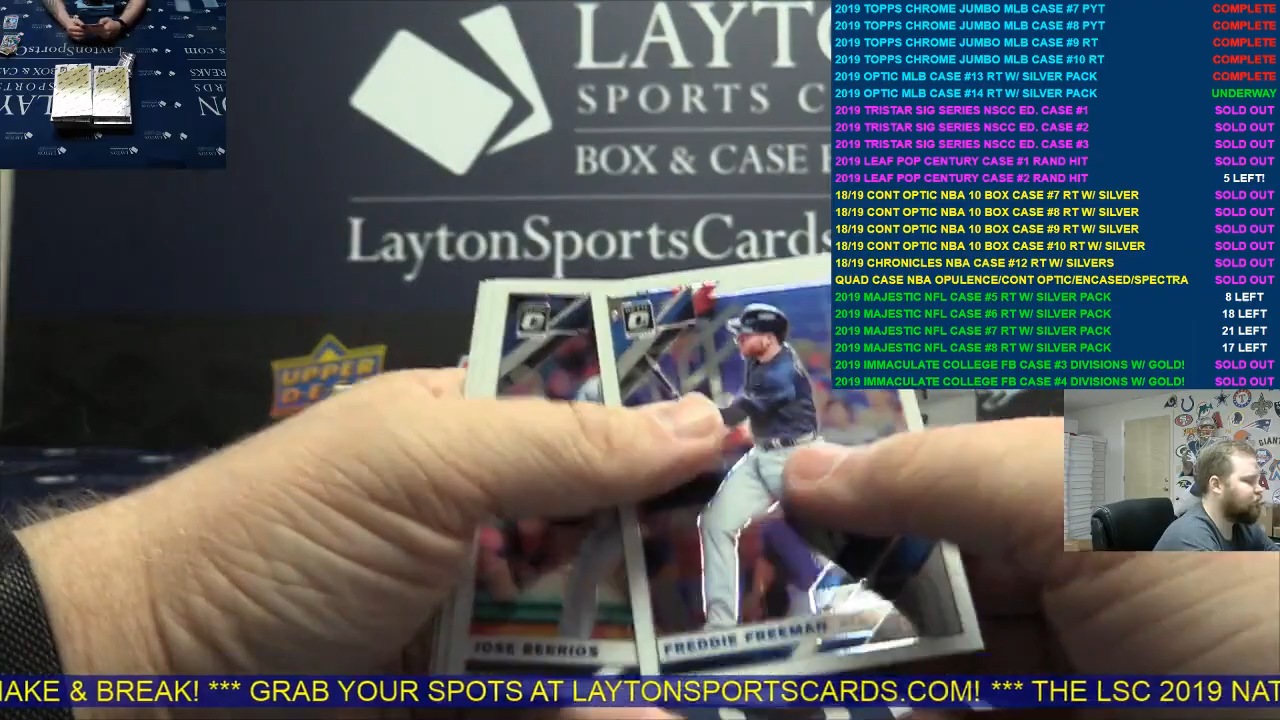 LAYTO
SPORTS CAR
BOX & CASE
LaytonSportsCards
UPPER
2019 TOPPS CHROME JUMBO MLB CASE #7 PYT COMPLETE
2019 TOPPS CHROME JUMBO MLB CASE #8 PYT COMPLETE
2019 TOPPS CHROME JUMBO MLB CASE #9 RT COMPLETE
2019 TOPPS CHROME JUMBO MLB CASE #10 RT COMPLETE
2019 OPTIC MLB CASE #13 RT W/ SILVER PACK COMPLETE
2019 OPTIC MLB CASE #14 RT W/ SILVER PACK UNDERWAY
2019 TRISTAR SIG SERIES NSCC ED. CASE #1 SOLD OUT
2019 TRISTAR SIG SERIES NSCC ED. CASE #2 SOLD OUT
2019 TRISTAR SIG SERIES NSCC ED. CASE #3 SOLD OUT
2019 LEAF POP CENTURY CASE #1 RAND HIT SOLD OUT
2019 LEAF POP CENTURY CASE #2 RAND HIT 5 LEFT!
18/19 CONT OPTIC NBA 10 BOX CASE #7 RT W/ SILVER SOLD OUT
18/19 CONT OPTIC NBA 10 BOX CASE #8 RT W/ SILVER SOLD OUT
18/19 CONT OPTIC NBA 10 BOX CASE #9 RT W/ SILVER SOLD OUT
18/19 CONT OPTIC NBA 10 BOX CASE #10 RT W/ SILVER SOLD OUT
18/19 CHRONICLES NBA CASE #12 RT W/ SILVERS SOLD OUT
QUAD CASE NBA OPULENCE/CONT OPTIC/ENCASED/SPECTRA SOLD OUT
2019 MAJESTIC NFL CASE #5 RT W/ SILVER PACK 8 LEFT
2019 MAJESTIC NFL CASE #6 RT W/ SILVER PACK 18 LEFT
2019 MAJESTIC NFL CASE #7 RT W/ SILVER PACK 21 LEFT
2019 MAJESTIC NFL CASE #8 RT W/ SILVER PACK 17 LEFT
2019 IMMACULATE COLLEGE FB CASE #3 DIVISIONS W/ GOLD! SOLD OUT
2019 IMMACULATE COLLEGE FB CASE #4 DIVISIONS W/ GOLD! SOLD OUT
JOSE BERRIOS
FREDDIE FREEMAN
MAKE & BREAK! *** GRAB YOUR SPOTS AT LAYTONSPORTSCARDS.COM! *** THE LSC 2019 NAT